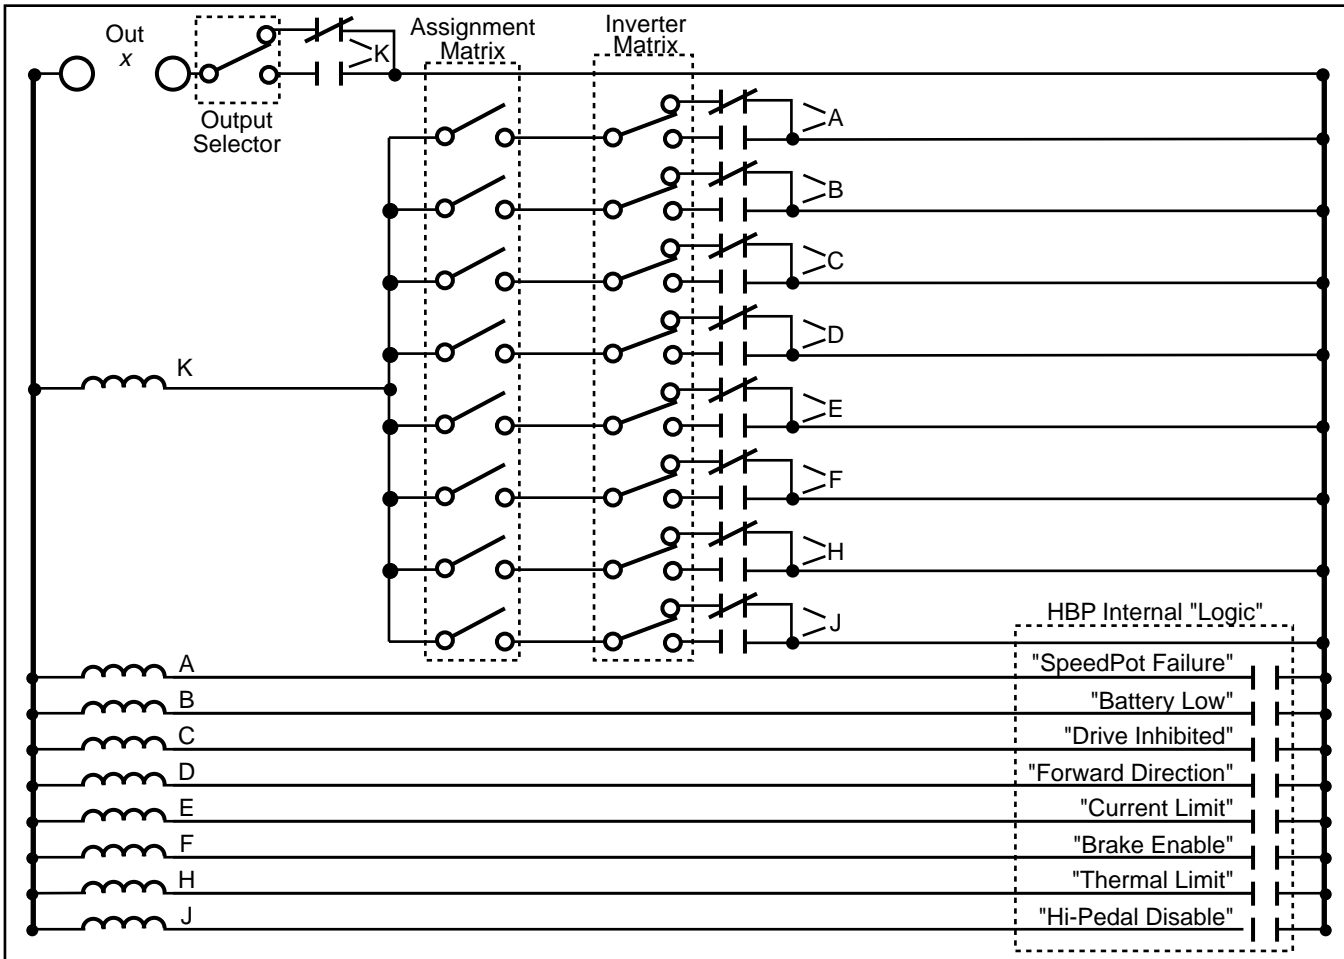 Out
x
K
Output
Selector
Assignment
Matrix
Inverter
Matrix
A
B
C
D
E
F
H
J
K
HBP Internal "Logic"
A
"SpeedPot Failure"
B
"Battery Low"
C
"Drive Inhibited"
D
"Forward Direction"
E
"Current Limit"
F
"Brake Enable"
H
"Thermal Limit"
J
"Hi-Pedal Disable"